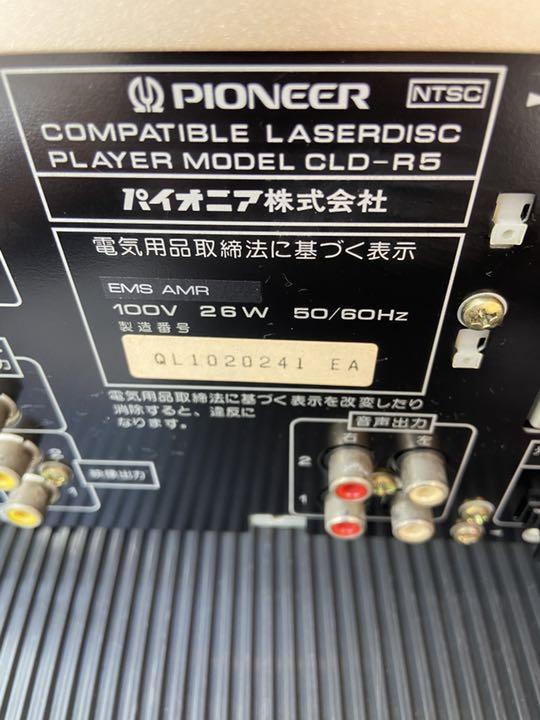 PIONEER
NTSC
COMPATIBLE LASERDISC
PLAYER MODEL CLD-R5
パイオニア株式会社
電気用品取締法に基づく表示
EMS AMR
100V 26W 50/60Hz
製造番号
QL1020241 EA
電気用品取締法に基づく表示を改変したり
消除すると、違反に
なります。
音声出力
右 左
2
1
2
1
映像出力